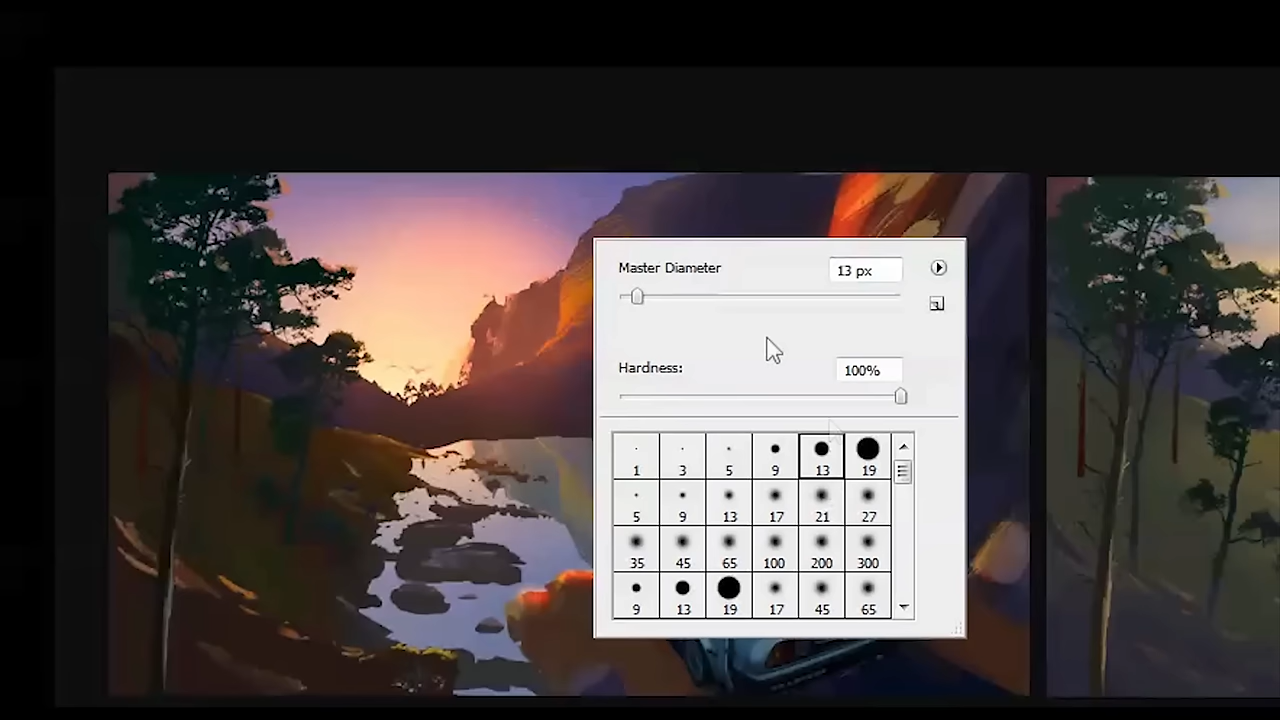 Master Diameter 13 px
Hardness: 100%
1 3 5 9 13 19
5 9 13 17 21 27
35 45 65 100 200 300
9 13 19 17 45 65